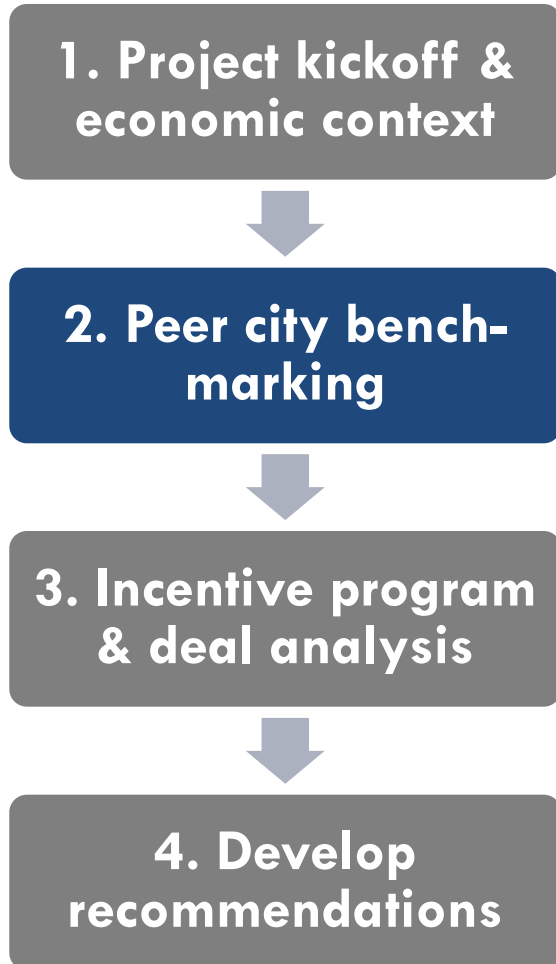 1. Project kickoff &
economic context
2. Peer city bench-
marking
3. Incentive program
& deal analysis
4. Develop
recommendations